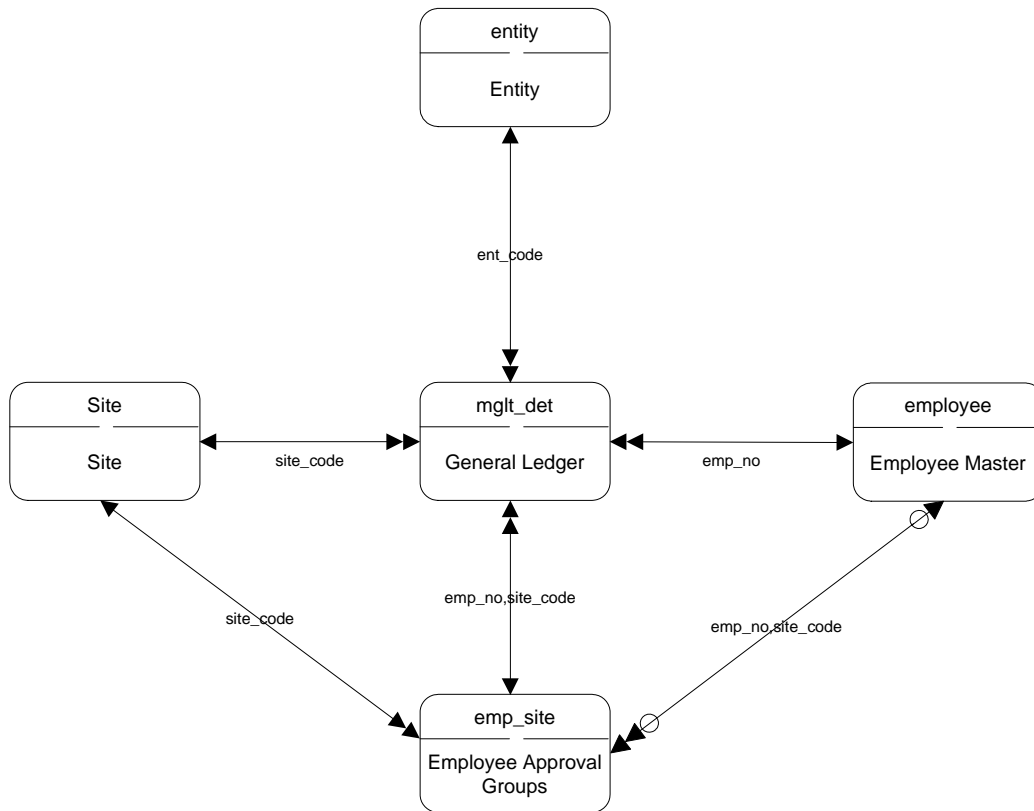 entity
Entity
ent_code
Site
Site
site_code
mglt_det
General Ledger
emp_no
employee
Employee Master
site_code
emp_no,site_code
emp_no,site_code
emp_site
Employee Approval
Groups